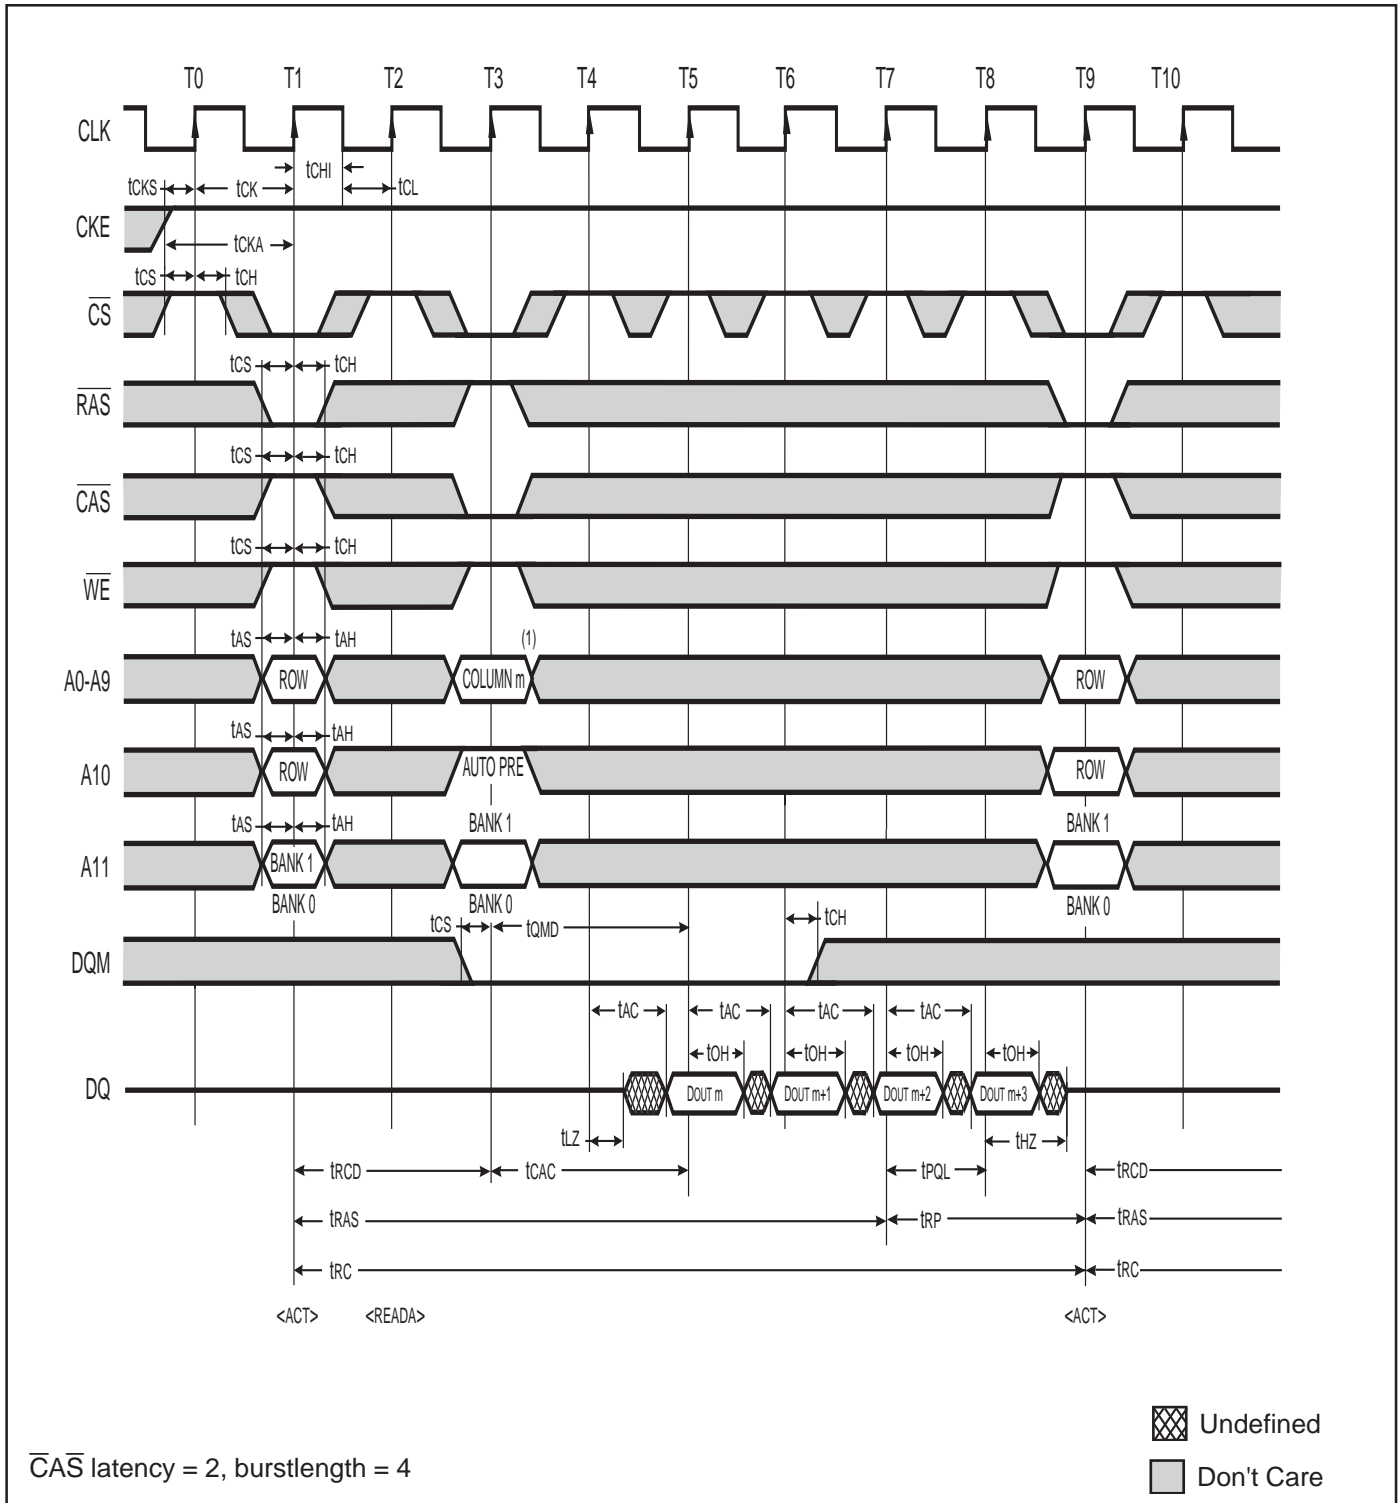 T0 T1 T2 T3 T4 T5 T6 T7 T8 T9 T10
CLK
tCHI
tCKS tCK tCL
CKE
tCKA
tCS tCH
CS
tCS tCH
RAS
tCS tCH
CAS
tCS tCH
WE
tAS tAH (1)
A0-A9 ROW COLUMN m ROW
tAS tAH
A10 ROW AUTO PRE ROW
tAS tAH BANK 1 BANK 1
A11 BANK 1
BANK 0 BANK 0 BANK 0
tCS tQMD tCH
DQM
tAC tAC tAC tAC
tOH tOH tOH tOH
DQ DOUT m DOUT m+1 DOUT m+2 DOUT m+3
tLZ tHZ
tRCD tCAC tPQL tRCD
tRAS tRP tRAS
tRC tRC
<ACT> <READA> <ACT>
Undefined
CAS latency = 2, burstlength = 4
Don't Care